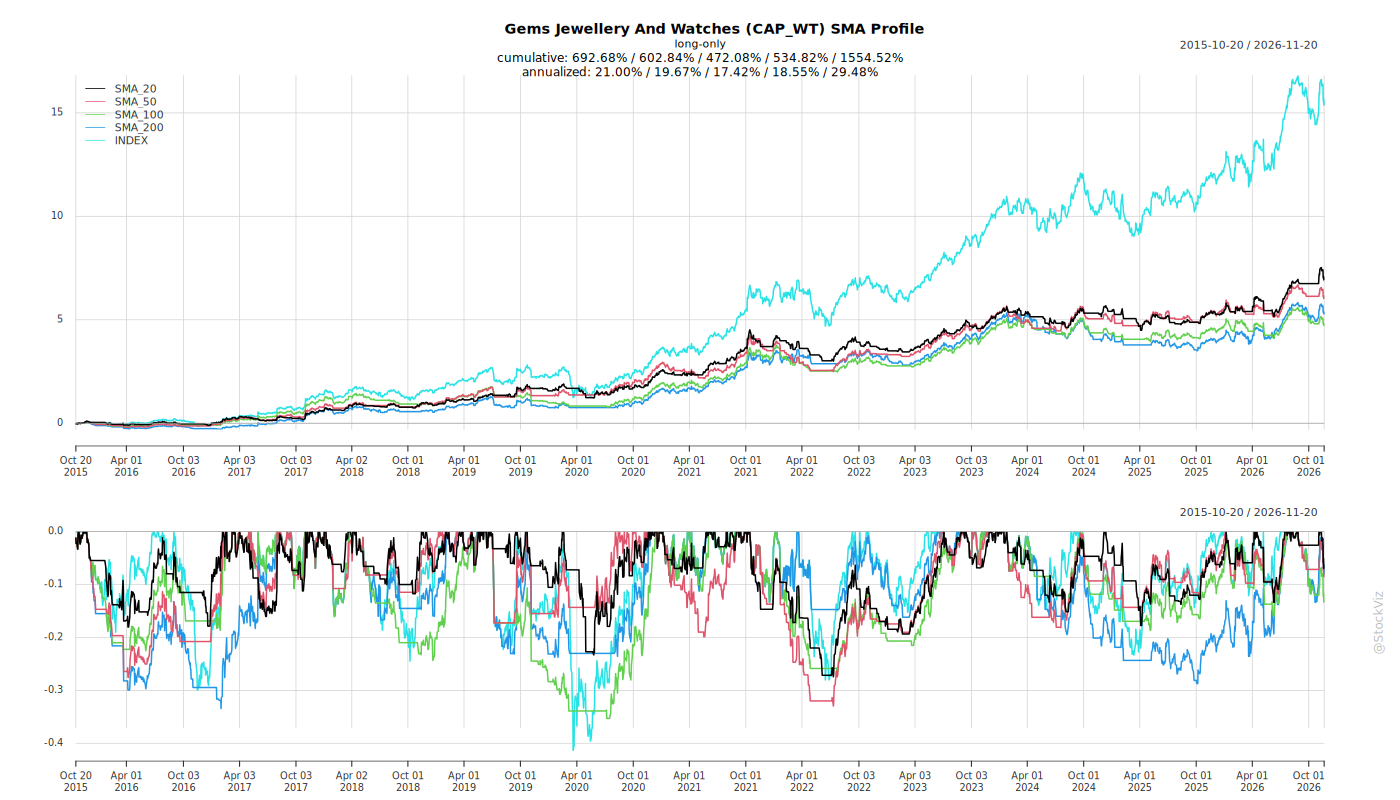 Gems Jewellery And Watches (CAP_WT) SMA Profile
long-only
cumulative: 692.68% / 602.84% / 472.08% / 534.82% / 1554.52%
annualized: 21.00% / 19.67% / 17.42% / 18.55% / 29.48%
2015-10-20 / 2026-11-20
SMA_20
SMA_50
SMA_100
SMA_200
INDEX
15
10
5
0
Oct 20 Apr 01 Oct 03 Apr 03 Oct 03 Apr 02 Oct 01 Apr 01 Oct 01 Apr 01 Oct 01 Apr 01 Oct 01 Apr 01 Oct 03 Apr 03 Oct 03 Apr 01 Oct 01 Apr 01 Oct 01 Apr 01 Oct 01
2015 2016 2016 2017 2017 2018 2018 2019 2019 2020 2020 2021 2021 2022 2022 2023 2023 2024 2024 2025 2025 2026 2026
2015-10-20 / 2026-11-20
0.0
-0.1
-0.2
-0.3
-0.4
Oct 20 Apr 01 Oct 03 Apr 03 Oct 03 Apr 02 Oct 01 Apr 01 Oct 01 Apr 01 Oct 01 Apr 01 Oct 01 Apr 01 Oct 03 Apr 03 Oct 03 Apr 01 Oct 01 Apr 01 Oct 01 Apr 01 Oct 01
2015 2016 2016 2017 2017 2018 2018 2019 2019 2020 2020 2021 2021 2022 2022 2023 2023 2024 2024 2025 2025 2026 2026
@StockViz